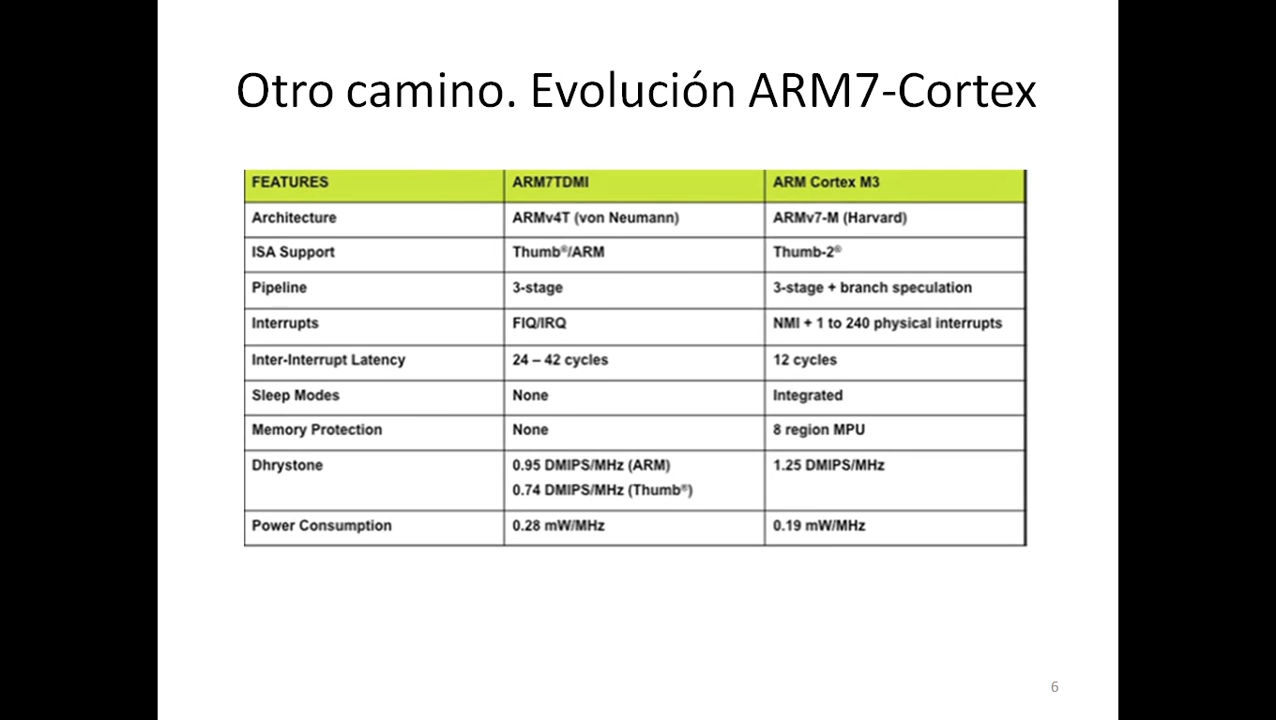 Otro camino. Evolución ARM7-Cortex
FEATURES ARM7TDMI ARM Cortex M3
Architecture ARMv4T (von Neumann) ARMv7-M (Harvard)
ISA Support Thumb®/ARM Thumb-2®
Pipeline 3-stage 3-stage + branch speculation
Interrupts FIQ/IRQ NMI + 1 to 240 physical interrupts
Inter-Interrupt Latency 24 – 42 cycles 12 cycles
Sleep Modes None Integrated
Memory Protection None 8 region MPU
Dhrystone 0.95 DMIPS/MHz (ARM) 1.25 DMIPS/MHz
0.74 DMIPS/MHz (Thumb®)
Power Consumption 0.28 mW/MHz 0.19 mW/MHz
6